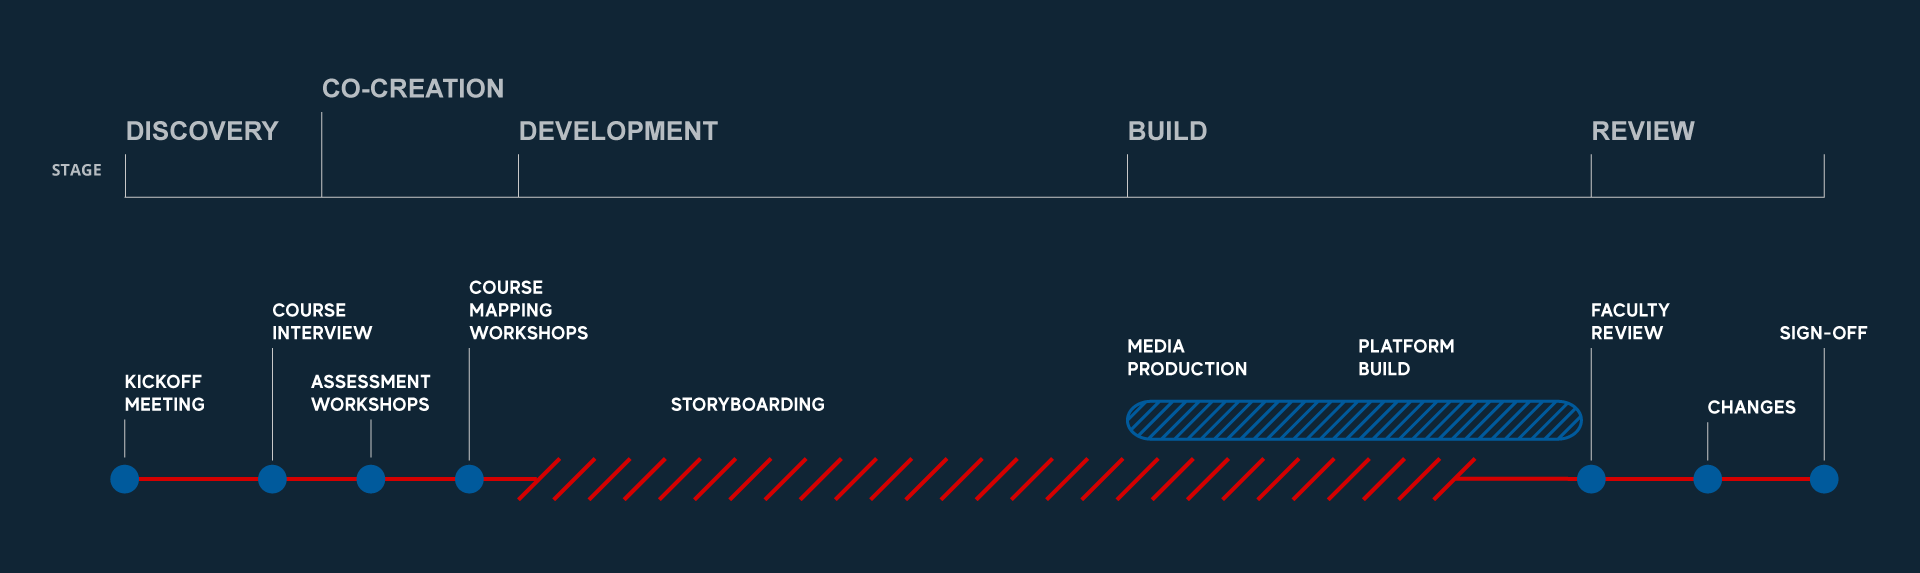 CO-CREATION
DISCOVERY
DEVELOPMENT
BUILD
REVIEW
STAGE
KICKOFF
MEETING
COURSE
INTERVIEW
ASSESSMENT
WORKSHOPS
COURSE
MAPPING
WORKSHOPS
STORYBOARDING
MEDIA
PRODUCTION
PLATFORM
BUILD
FACULTY
REVIEW
CHANGES
SIGN-OFF